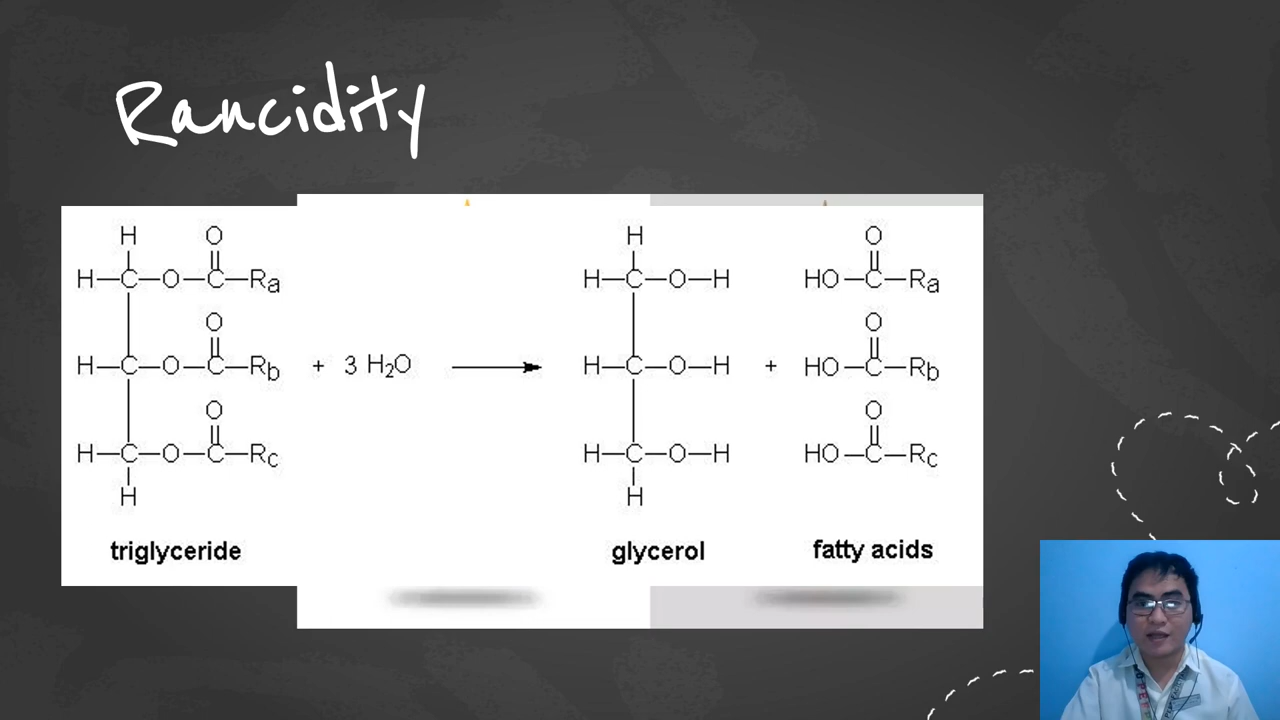 Rancidity
H O
H—C—O—C—Ra
O
H—C—O—C—Rb
O
H—C—O—C—Rc
H
+ 3 H₂O
H
H—C—O—H
H—C—O—H
H—C—O—H
H
+
O
HO—C—Ra
O
HO—C—Rb
O
HO—C—Rc
triglyceride
glycerol
fatty acids